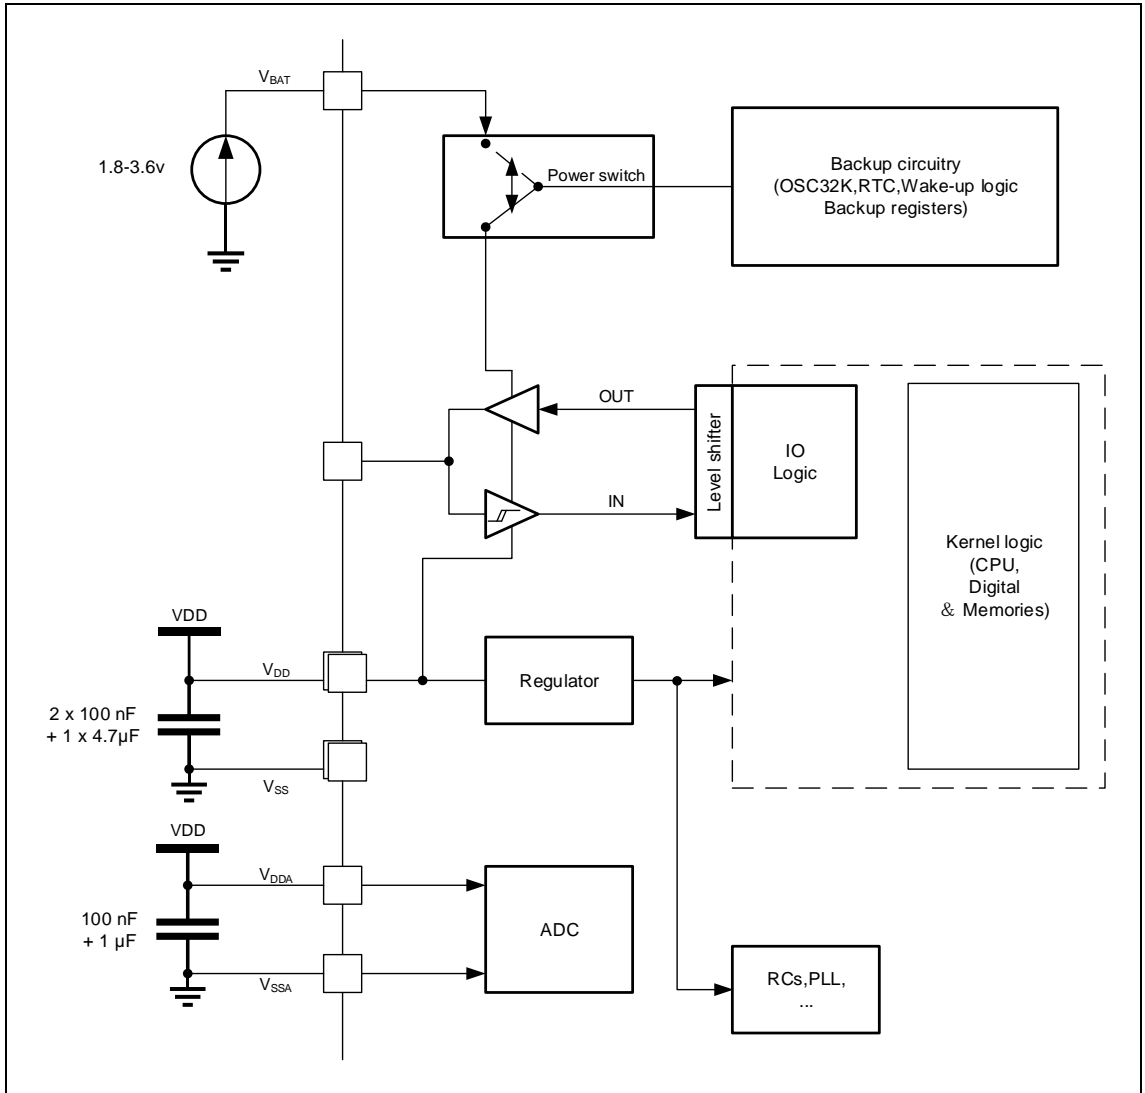 VBAT
1.8-3.6v
Power switch
Backup circuitry
(OSC32K,RTC,Wake-up logic
Backup registers)
OUT
IN
Level shifter
IO
Logic
Kernel logic
(CPU,
Digital
& Memories)
VDD
VDD
2 x 100 nF
+ 1 x 4.7µF
VSS
Regulator
VDD
VDDA
100 nF
+ 1 µF
VSSA
ADC
RCs,PLL,
...